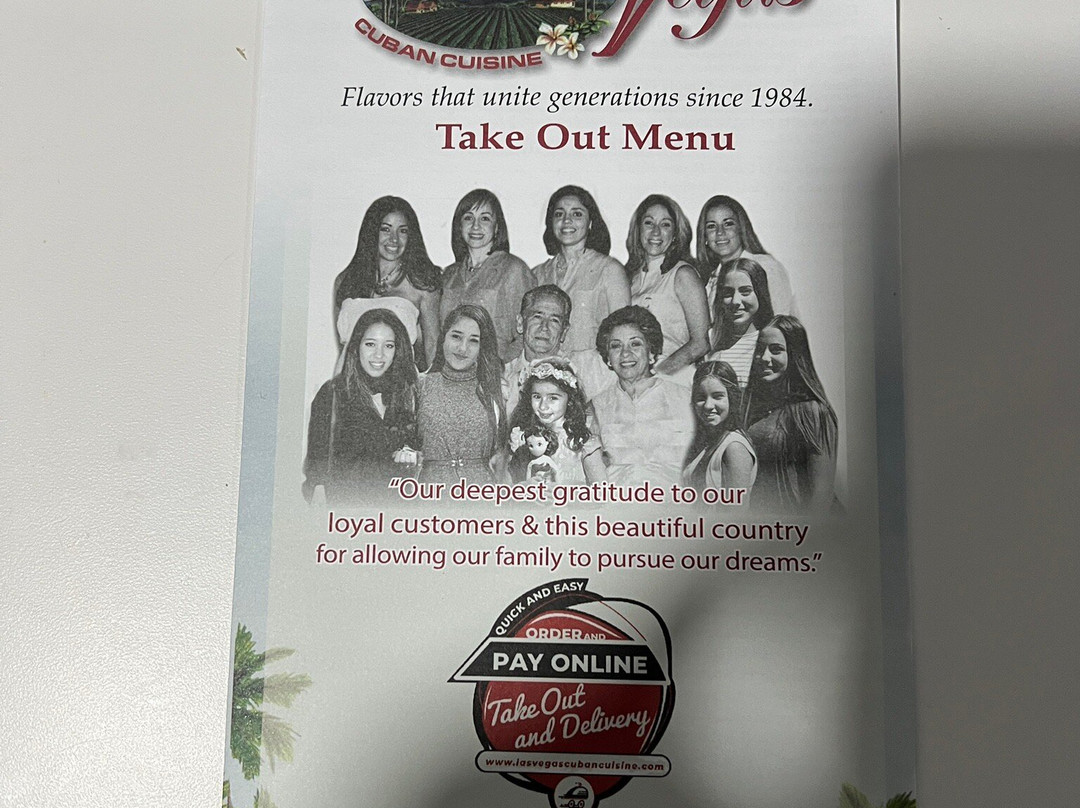 Vegas
CUBAN CUISINE
Flavors that unite generations since 1984.
Take Out Menu
“Our deepest gratitude to our
loyal customers & this beautiful country
for allowing our family to pursue our dreams.”
QUICK AND EASY
ORDER AND
PAY ONLINE
Take Out
and Delivery
www.lasvegascubancuisine.com